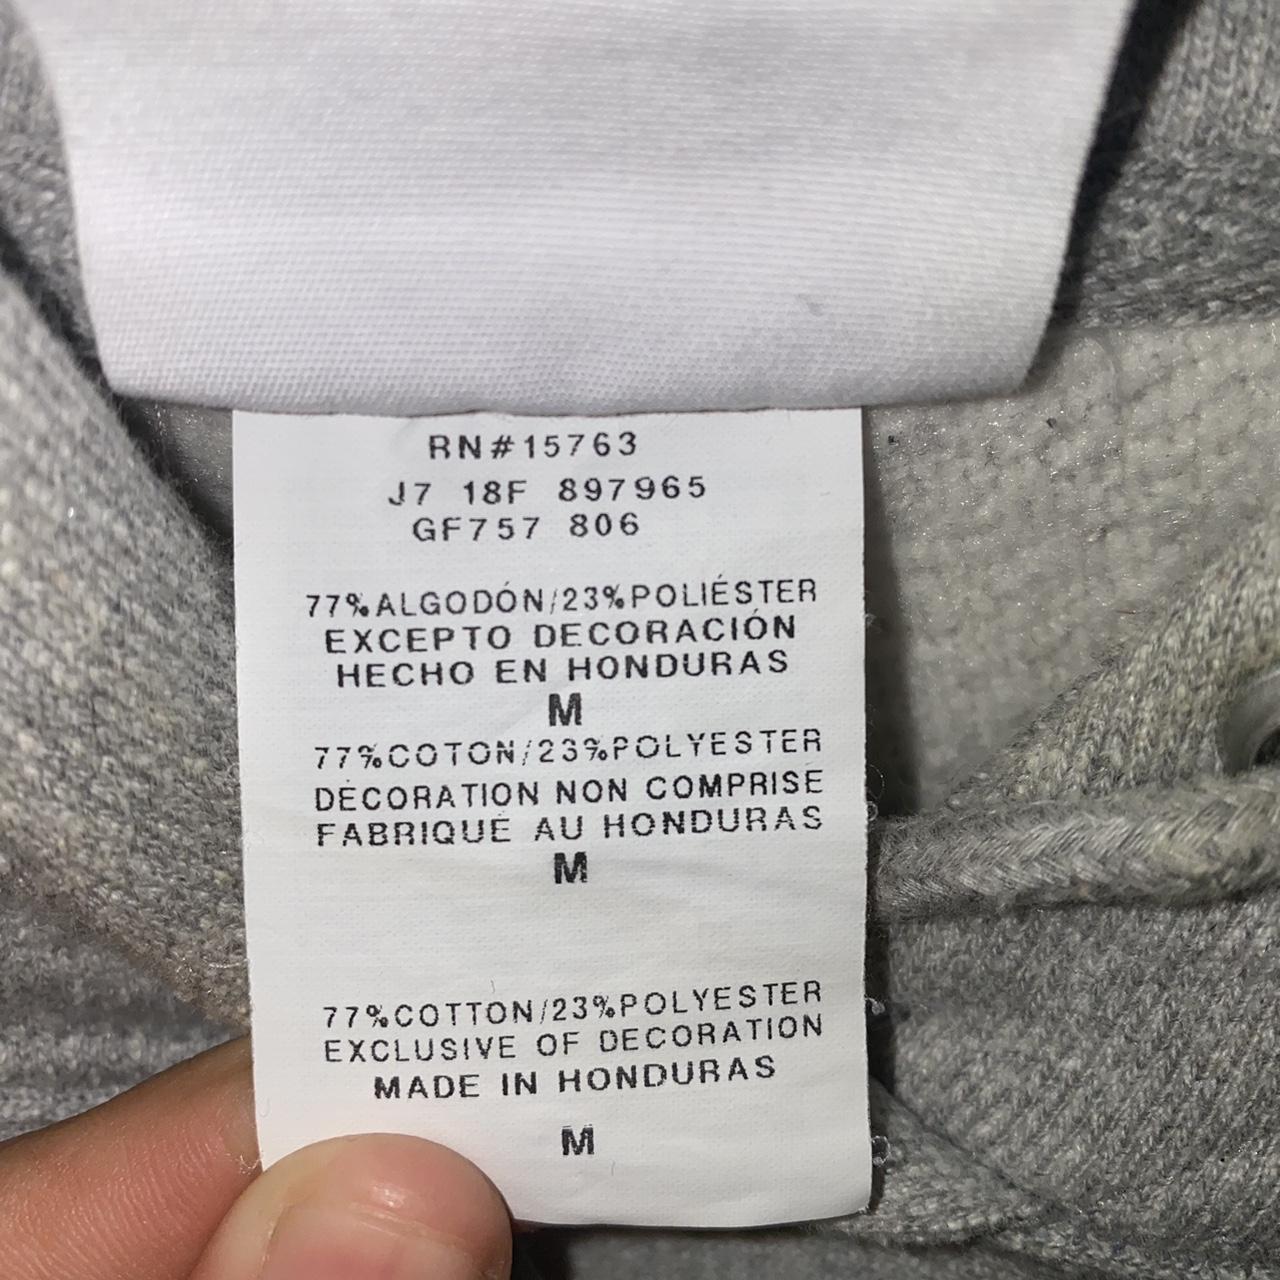 RN#15763
J7 18F 897965
GF757 806
77%ALGODÓN/23%POLIÉSTER
EXCEPTO DECORACIÓN
HECHO EN HONDURAS
M
77%COTON/23%POLYESTER
DÉCORATION NON COMPRISE
FABRIQUÉ AU HONDURAS
M
77%COTTON/23%POLYESTER
EXCLUSIVE OF DECORATION
MADE IN HONDURAS
M